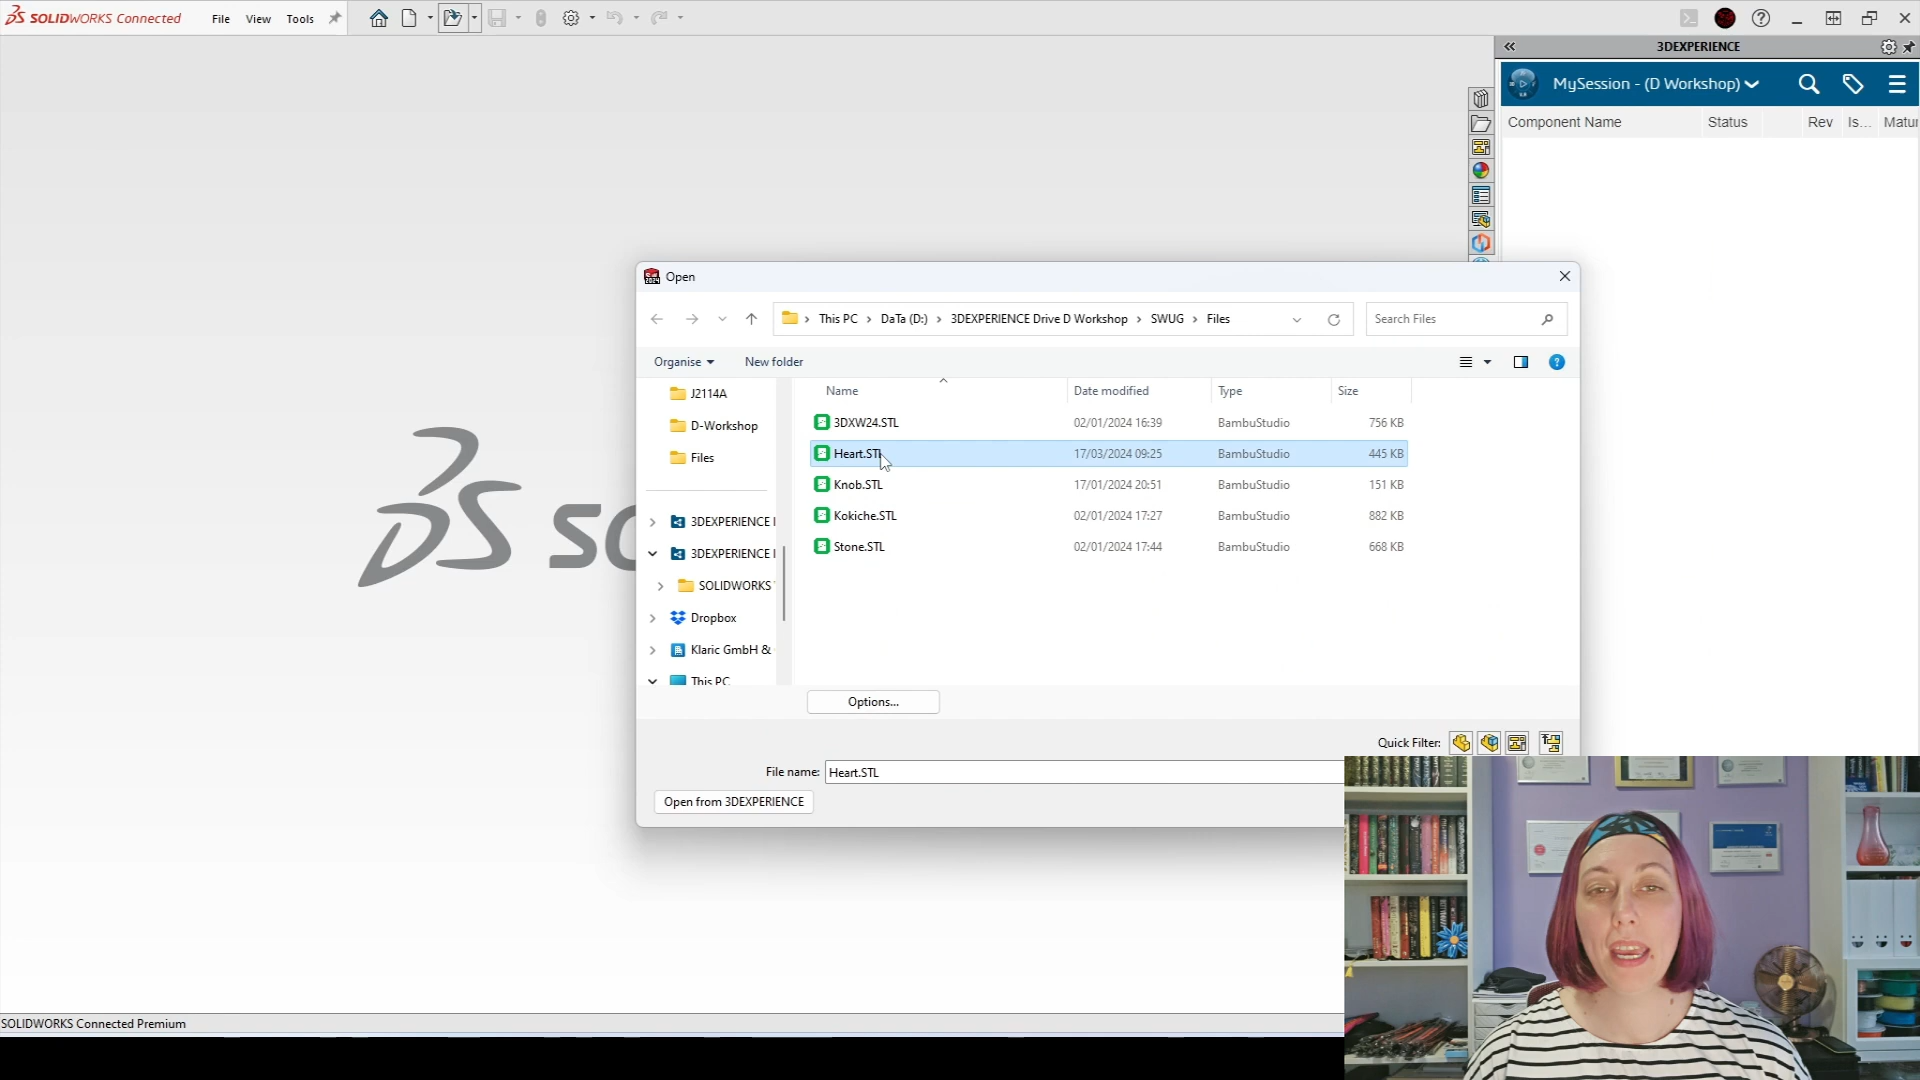 SOLIDWORKS Connected File View Tools
3DEXPERIENCE
MySession - (D Workshop)
Component Name Status Rev Is... Matur
Open
This PC > DaTa (D:) > 3DEXPERIENCE Drive D Workshop > SWUG > Files
Search Files
Organise New folder
J2114A
D-Workshop
Files
3DEXPERIENCE
3DEXPERIENCE
SOLIDWORKS
Dropbox
Klaric GmbH &
This PC
Name Date modified Type Size
3DXW24.STL 02/01/2024 16:39 BambuStudio 756 KB
Heart.STL 17/03/2024 09:25 BambuStudio 445 KB
Knob.STL 17/01/2024 20:51 BambuStudio 151 KB
Kokiche.STL 02/01/2024 17:27 BambuStudio 882 KB
Stone.STL 02/01/2024 17:44 BambuStudio 668 KB
Options...
Quick Filter:
File name: Heart.STL
Open from 3DEXPERIENCE
SOLIDWORKS Connected Premium